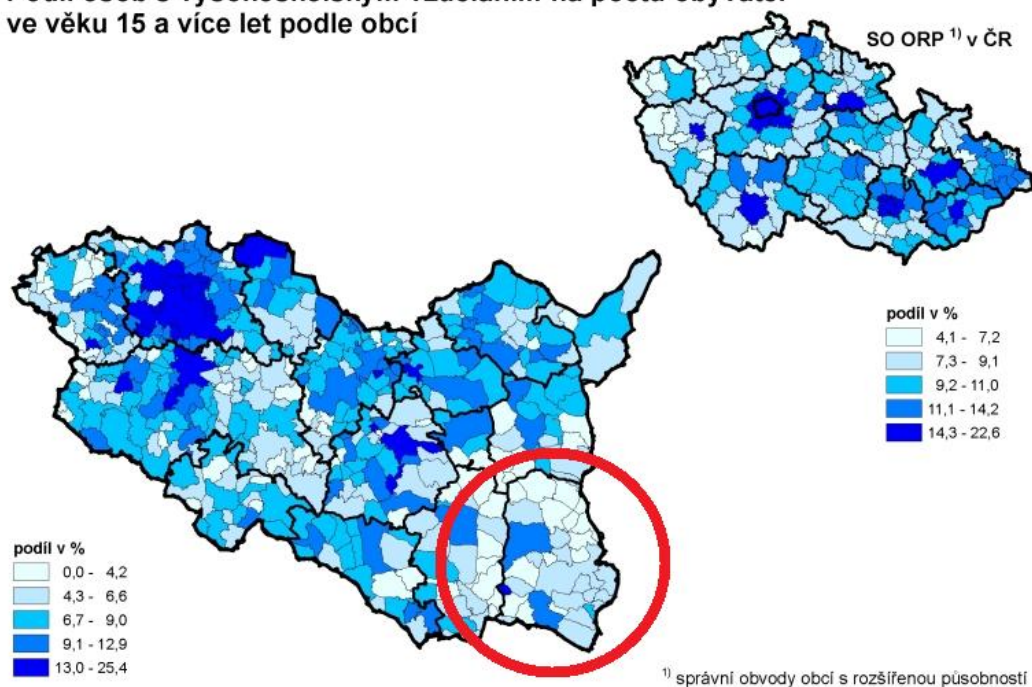 ve věku 15 a více let podle obcí
SO ORP ¹⁾ v ČR
podíl v %
4,1 - 7,2
7,3 - 9,1
9,2 - 11,0
11,1 - 14,2
14,3 - 22,6
podíl v %
0,0 - 4,2
4,3 - 6,6
6,7 - 9,0
9,1 - 12,9
13,0 - 25,4
¹⁾ správní obvody obcí s rozšířenou působností